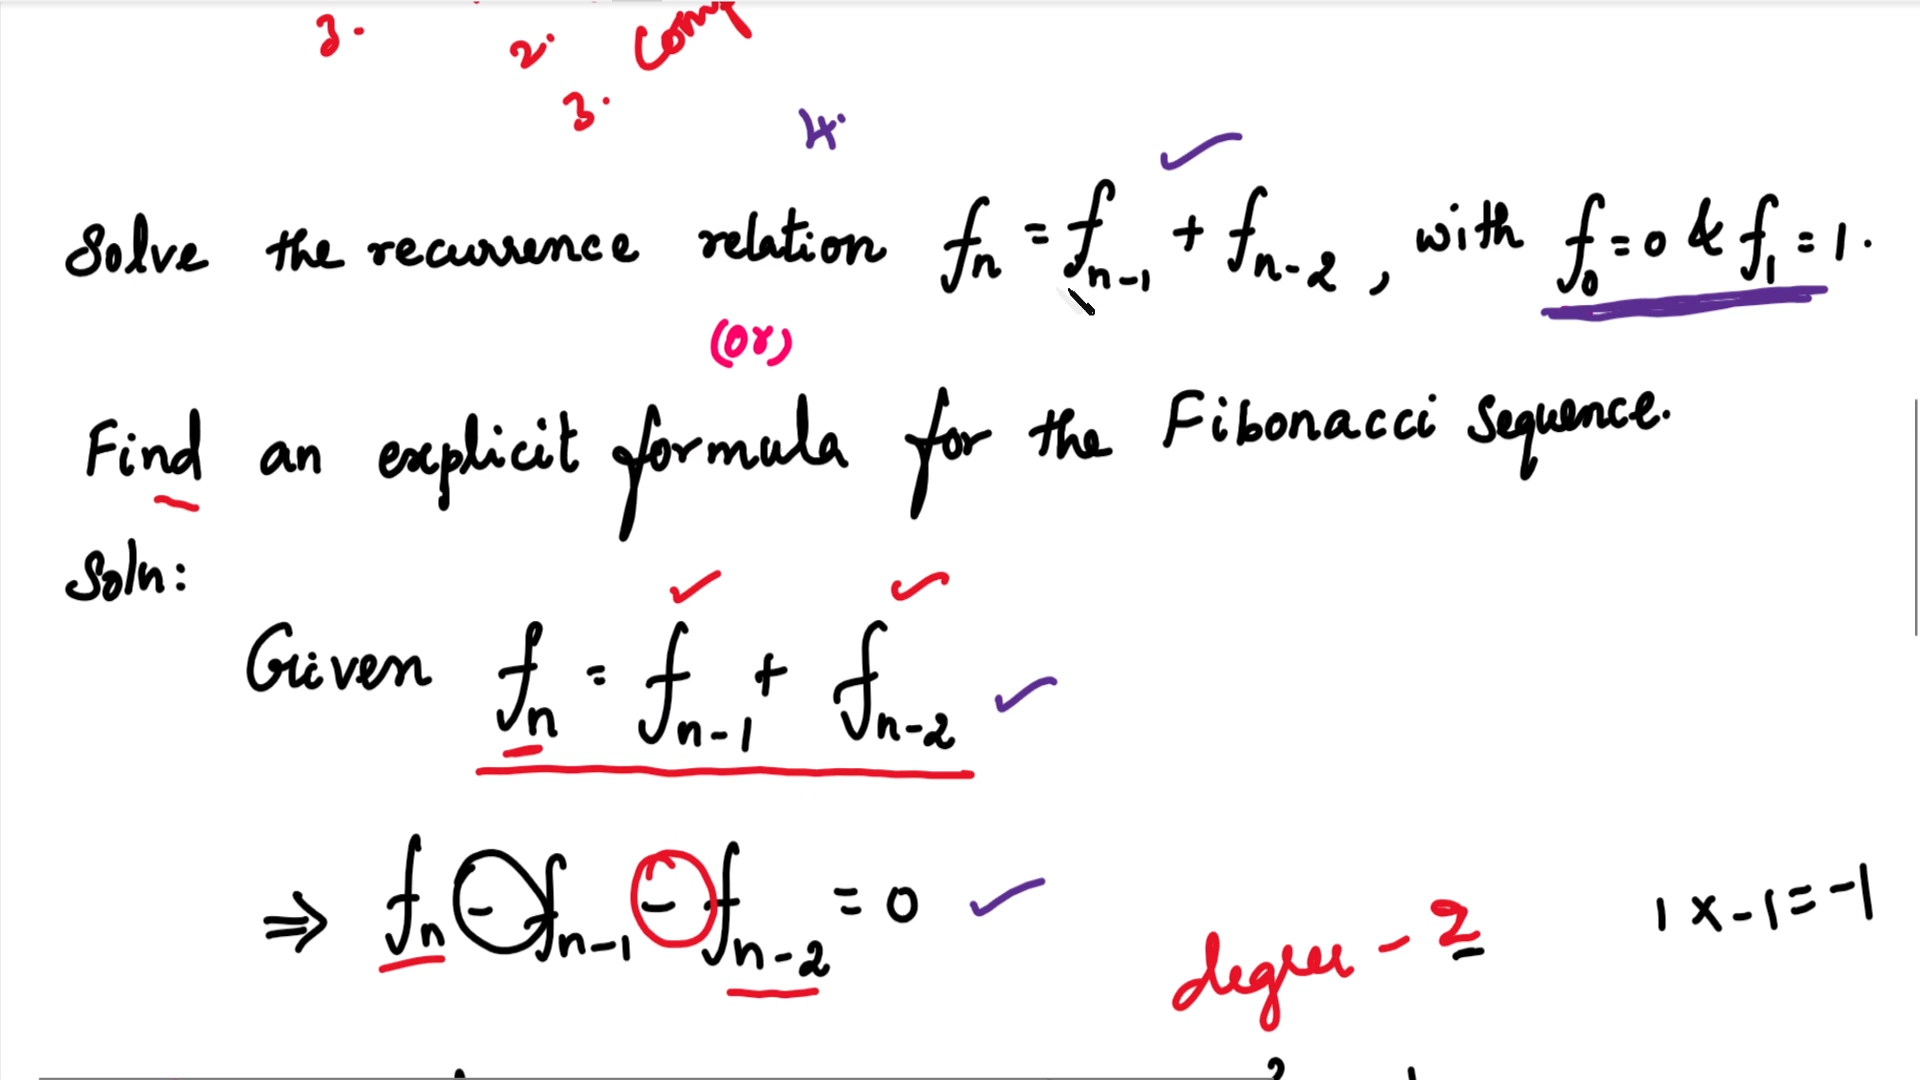 3.
2. Comp
3.
4.
Solve the recurrence relation fn = fn-1 + fn-2, with f0 = 0 & f1 = 1.
(or)
Find an explicit formula for the Fibonacci Sequence.
Soln:
Given fn = fn-1 + fn-2
⇒ fn - fn-1 - fn-2 = 0
degree - 2
1 x -1 = -1